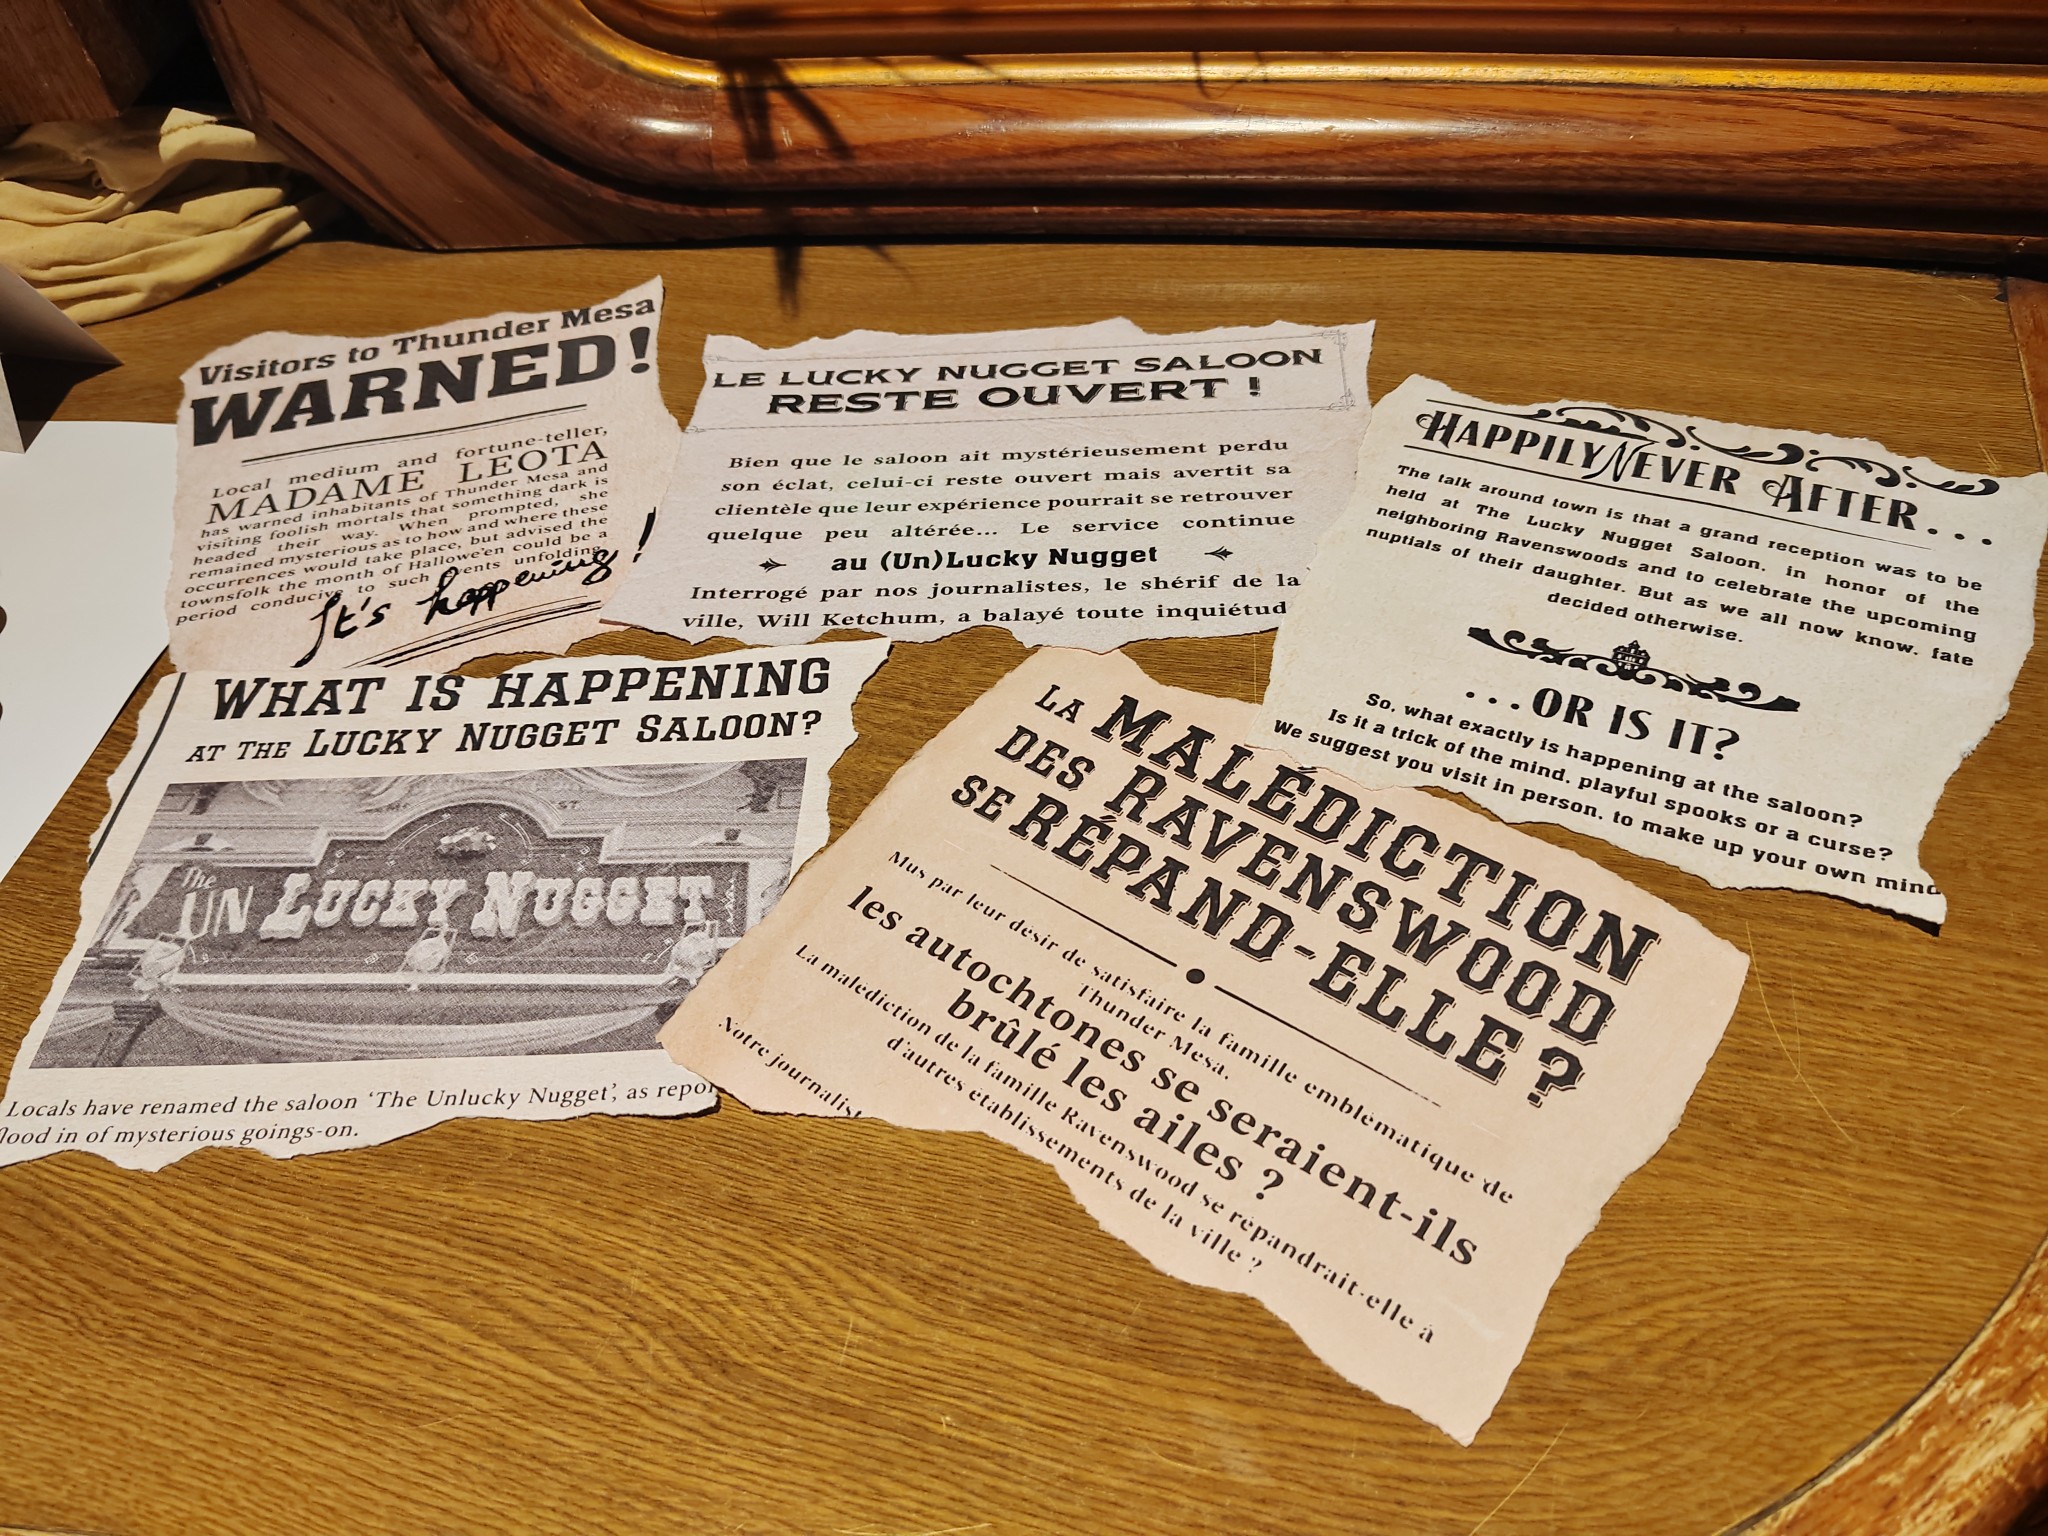 Visitors to Thunder Mesa
WARNED!
Local medium and fortune-teller,
MADAME LEOTA
has warned inhabitants of Thunder Mesa and
visiting foolish mortals that something dark is
headed their way. When prompted, she
remained mysterious as to how and where these
occurrences would take place, but advised the
townsfolk the month of Hallowe'en could be a
period conducive to such events unfolding.
It's happening!
LE LUCKY NUGGET SALOON
RESTE OUVERT !
Bien que le saloon ait mystérieusement perdu
son éclat, celui-ci reste ouvert mais avertit sa
clientèle que leur expérience pourrait se retrouver
quelque peu altérée... Le service continue
au (Un)Lucky Nugget
Interrogé par nos journalistes, le shérif de la
ville, Will Ketchum, a balayé toute inquiétud
HAPPILY NEVER AFTER...
The talk around town is that a grand reception was to be
held at The Lucky Nugget Saloon, in honor of the
neighboring Ravenswoods and to celebrate the upcoming
nuptials of their daughter. But as we all now know, fate
decided otherwise.
...OR IS IT?
So, what exactly is happening at the saloon?
Is it a trick of the mind, playful spooks or a curse?
We suggest you visit in person, to make up your own mind
WHAT IS HAPPENING
AT THE LUCKY NUGGET SALOON?
The
UN LUCKY NUGGET
Locals have renamed the saloon 'The Unlucky Nugget', as repor
flood in of mysterious goings-on.
LA MALÉDICTION
DES RAVENSWOOD
SE RÉPAND-ELLE ?
Mus par leur désir de satisfaire la famille emblématique de
Thunder Mesa,
les autochtones se seraient-ils
brûlé les ailes ?
La malédiction de la famille Ravenswood se répandrait-elle à
d'autres établissements de la ville ?
Notre journalist